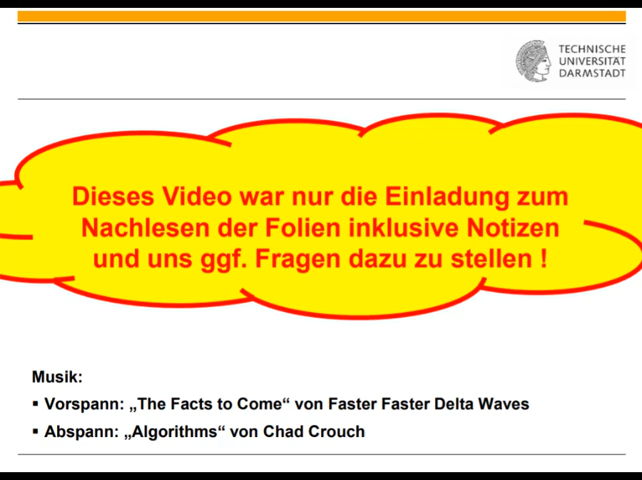 TECHNISCHE
UNIVERSITÄT
DARMSTADT
Dieses Video war nur die Einladung zum
Nachlesen der Folien inklusive Notizen
und uns ggf. Fragen dazu zu stellen !
Musik:
▪ Vorspann: „The Facts to Come“ von Faster Faster Delta Waves
▪ Abspann: „Algorithms“ von Chad Crouch